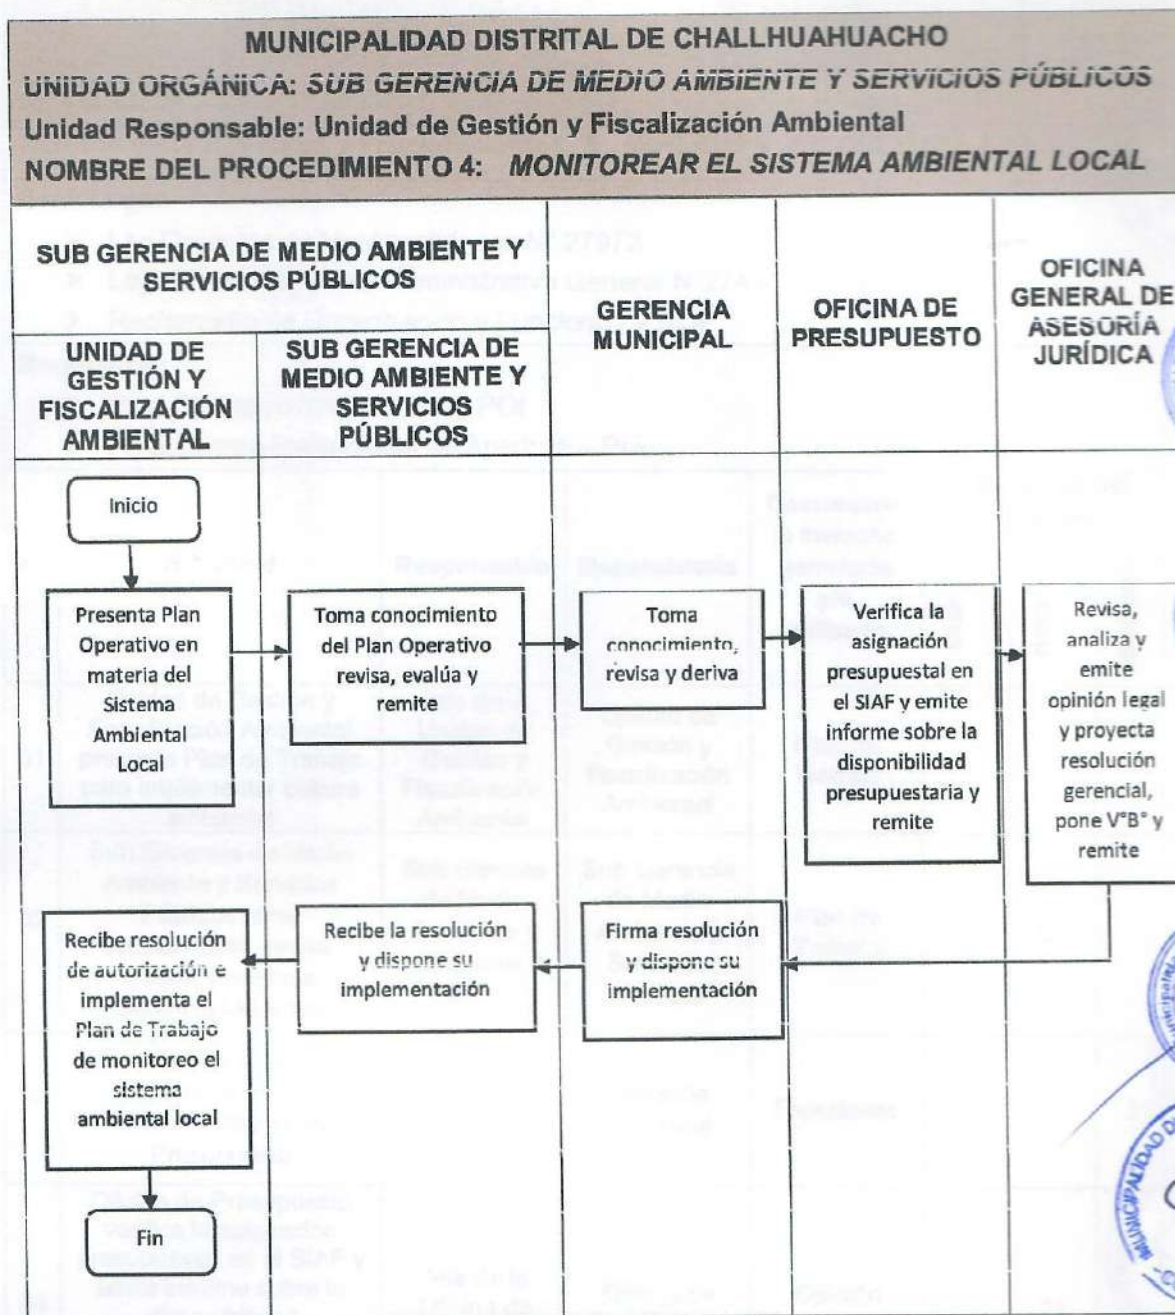 MUNICIPALIDAD DISTRITAL DE CHALLHUAHUACHO
UNIDAD ORGÁNICA: SUB GERENCIA DE MEDIO AMBIENTE Y SERVICIOS PÚBLICOS
Unidad Responsable: Unidad de Gestión y Fiscalización Ambiental
NOMBRE DEL PROCEDIMIENTO 4: MONITOREAR EL SISTEMA AMBIENTAL LOCAL
SUB GERENCIA DE MEDIO AMBIENTE Y
SERVICIOS PÚBLICOS
UNIDAD DE
GESTIÓN Y
FISCALIZACIÓN
AMBIENTAL
SUB GERENCIA DE
MEDIO AMBIENTE Y
SERVICIOS
PÚBLICOS
GERENCIA
MUNICIPAL
OFICINA DE
PRESUPUESTO
OFICINA
GENERAL DE
ASESORÍA
JURÍDICA
Inicio
Presenta Plan
Operativo en
materia del
Sistema
Ambiental
Local
Toma conocimiento
del Plan Operativo
revisa, evalúa y
remite
Toma
conocimiento,
revisa y deriva
Verifica la
asignación
presupuestal en
el SIAF y emite
informe sobre la
disponibilidad
presupuestaria y
remite
Revisa,
analiza y
emite
opinión legal
y proyecta
resolución
gerencial,
pone V°B° y
remite
Firma resolución
y dispone su
implementación
Recibe la resolución
y dispone su
implementación
Recibe resolución
de autorización e
implementa el
Plan de Trabajo
de monitoreo el
sistema
ambiental local
Fin
MUNICIPALIDAD